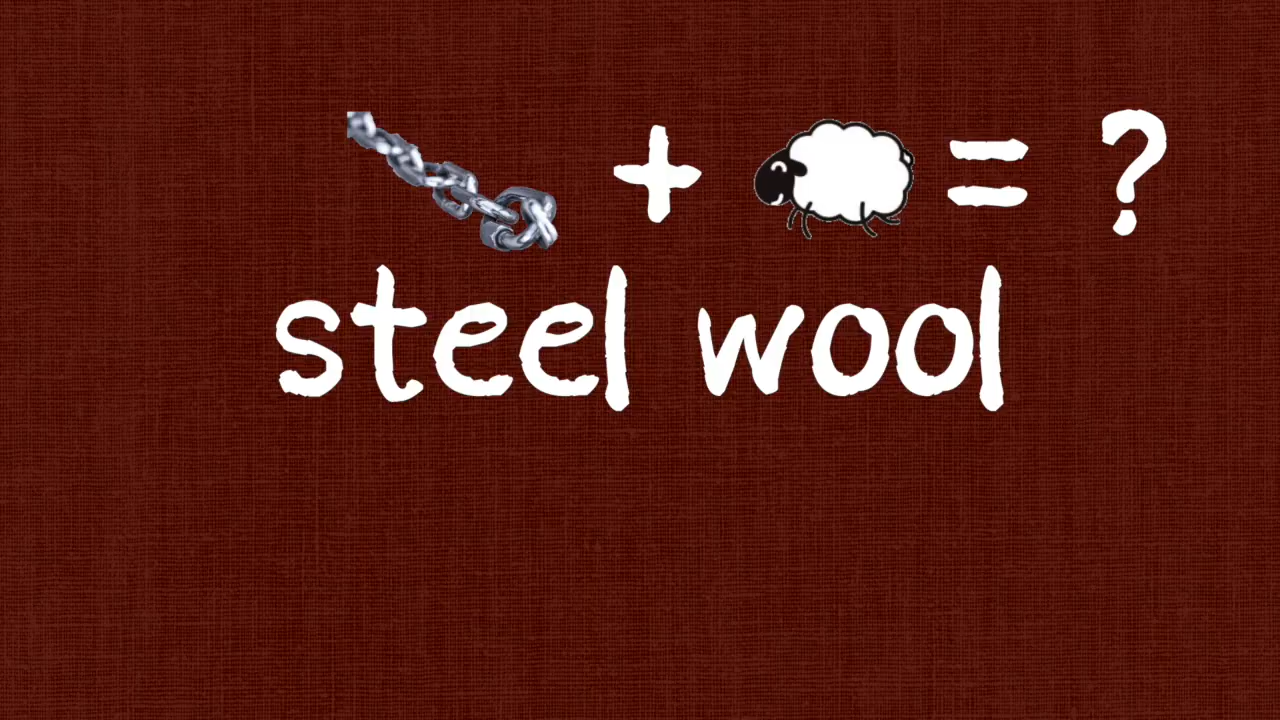 + = ?
steel wool